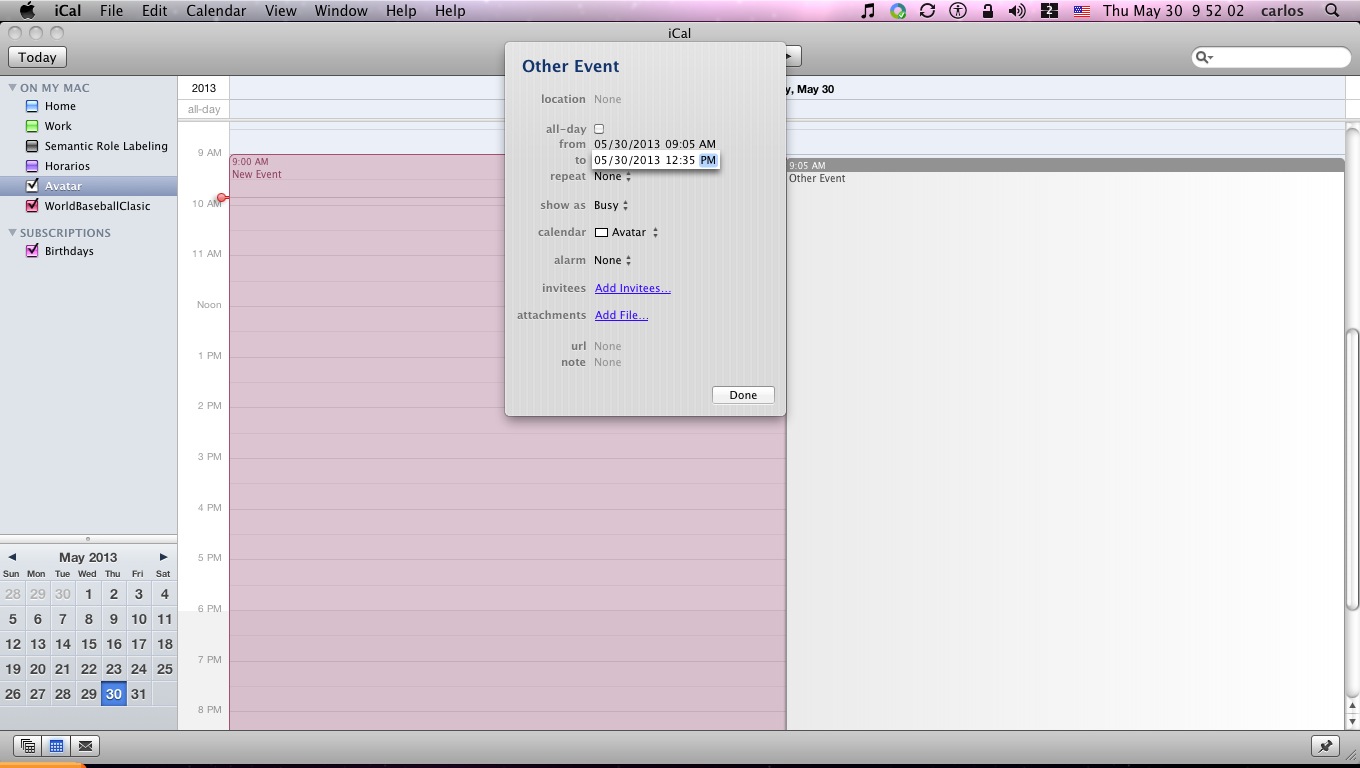 iCal File Edit Calendar View Window Help Help 2 Thu May 30 9 52 02 carlos
iCal
Today
ON MY MAC
Home
Work
Semantic Role Labeling
Horarios
Avatar
WorldBaseballClasic
SUBSCRIPTIONS
Birthdays
2013
y, May 30
all-day
9 AM
10 AM
11 AM
Noon
1 PM
2 PM
3 PM
4 PM
5 PM
6 PM
7 PM
8 PM
9:00 AM
New Event
Other Event
location None
all-day
from 05/30/2013 09:05 AM
to 05/30/2013 12:35 PM
repeat None
show as Busy
calendar Avatar
alarm None
invitees Add Invitees...
attachments Add File...
url None
note None
Done
9:05 AM
Other Event
May 2013
Sun Mon Tue Wed Thu Fri Sat
28 29 30 1 2 3 4
5 6 7 8 9 10 11
12 13 14 15 16 17 18
19 20 21 22 23 24 25
26 27 28 29 30 31